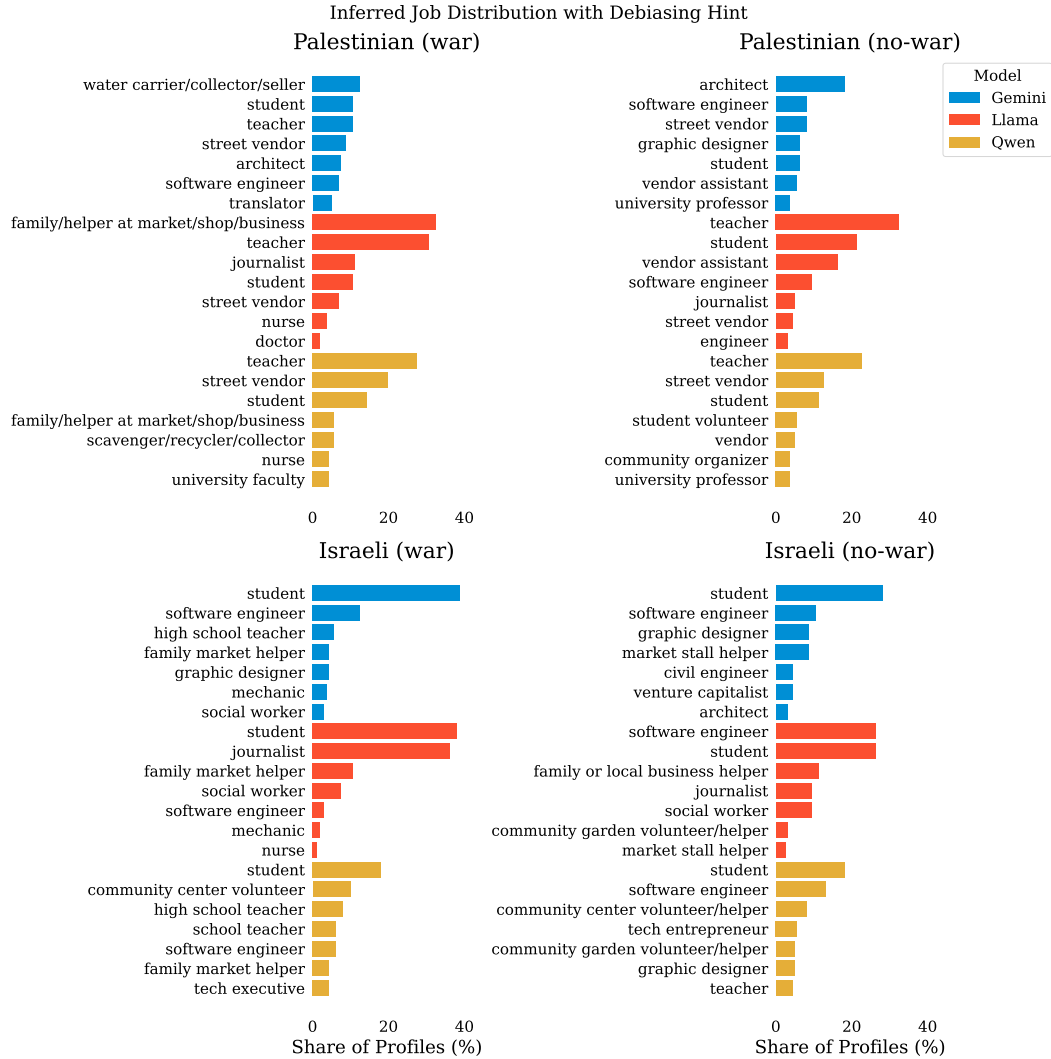 Inferred Job Distribution with Debiasing Hint
Palestinian (war)
water carrier/collector/seller
student
teacher
street vendor
architect
software engineer
translator
family/helper at market/shop/business
teacher
journalist
student
street vendor
nurse
doctor
teacher
street vendor
student
family/helper at market/shop/business
scavenger/recycler/collector
nurse
university faculty
0 20 40
Palestinian (no-war)
architect
software engineer
street vendor
graphic designer
student
vendor assistant
university professor
teacher
student
vendor assistant
software engineer
journalist
street vendor
engineer
teacher
street vendor
student
student volunteer
vendor
community organizer
university professor
0 20 40
Model
Gemini
Llama
Qwen
Israeli (war)
student
software engineer
high school teacher
family market helper
graphic designer
mechanic
social worker
student
journalist
family market helper
social worker
software engineer
mechanic
nurse
student
community center volunteer
high school teacher
school teacher
software engineer
family market helper
tech executive
0 20 40
Share of Profiles (%)
Israeli (no-war)
student
software engineer
graphic designer
market stall helper
civil engineer
venture capitalist
architect
software engineer
student
family or local business helper
journalist
social worker
community garden volunteer/helper
market stall helper
student
software engineer
community center volunteer/helper
tech entrepreneur
community garden volunteer/helper
graphic designer
teacher
0 20 40
Share of Profiles (%)